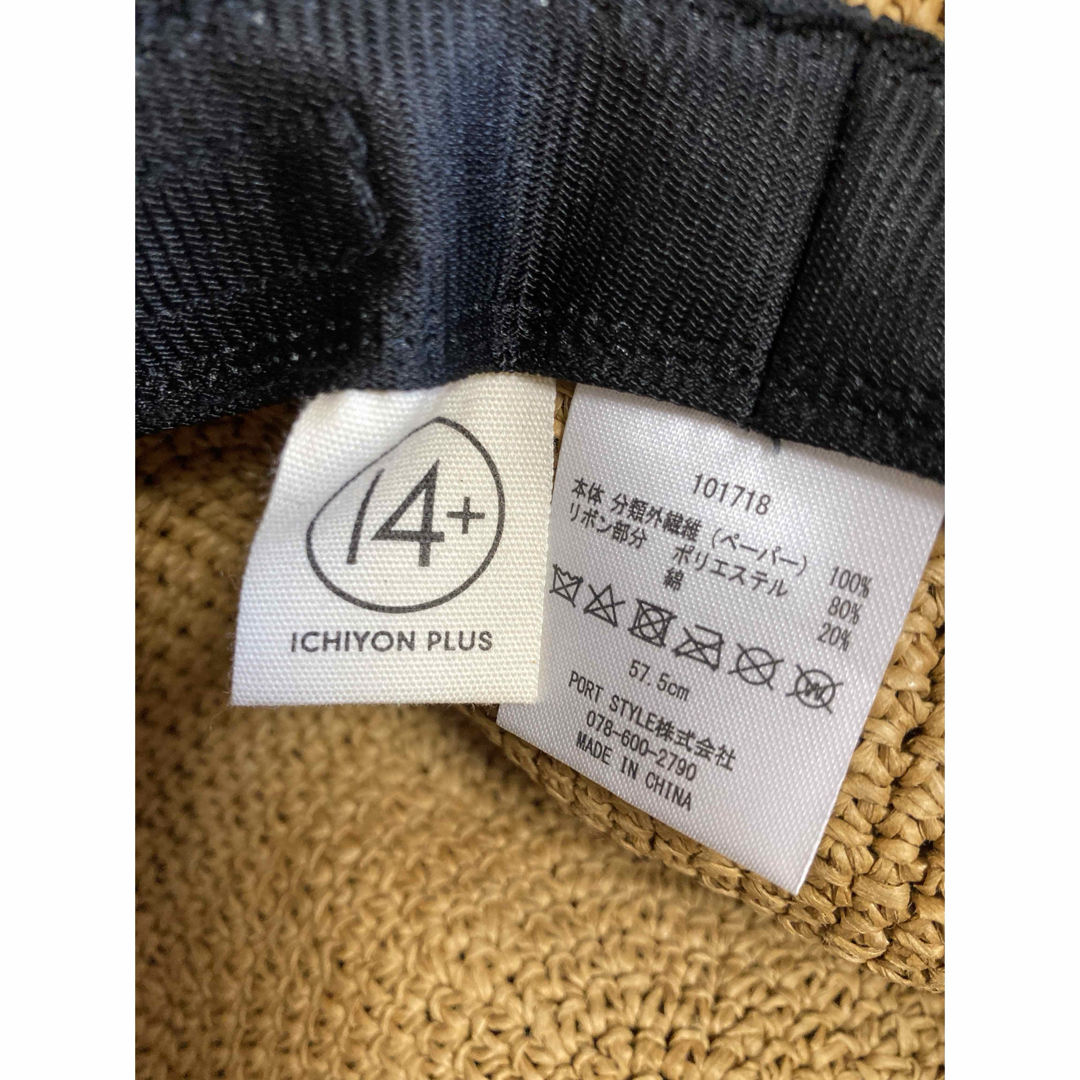 14+
ICHIYON PLUS
101718
本体 分類外繊維 (ペーパー) 100%
リボン部分 ポリエステル 80%
綿 20%
W
57.5cm
PORT STYLE株式会社
078-600-2790
MADE IN CHINA